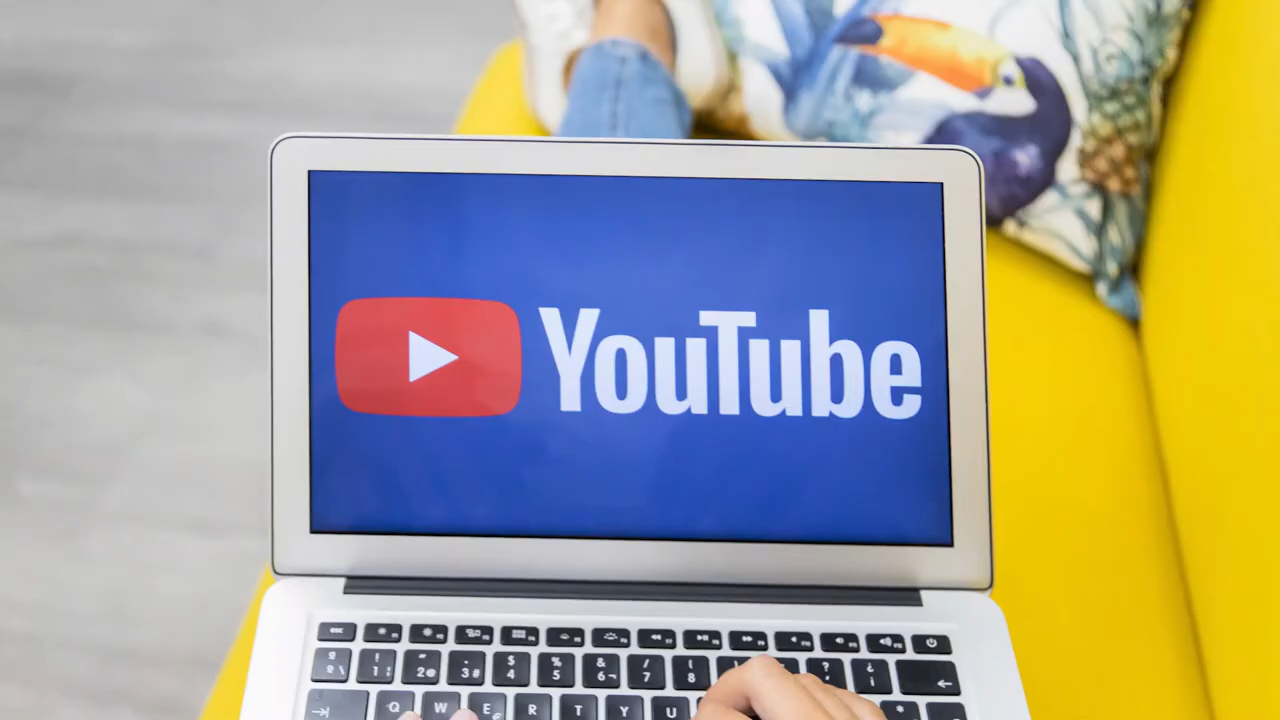 YouTube
esc
º \ ! 1 " 2 @ · 3 # $ 4 % 5 & 6 ¬ / 7 ( 8 ? ' ¿ ¡
Q W E € R T Y U *